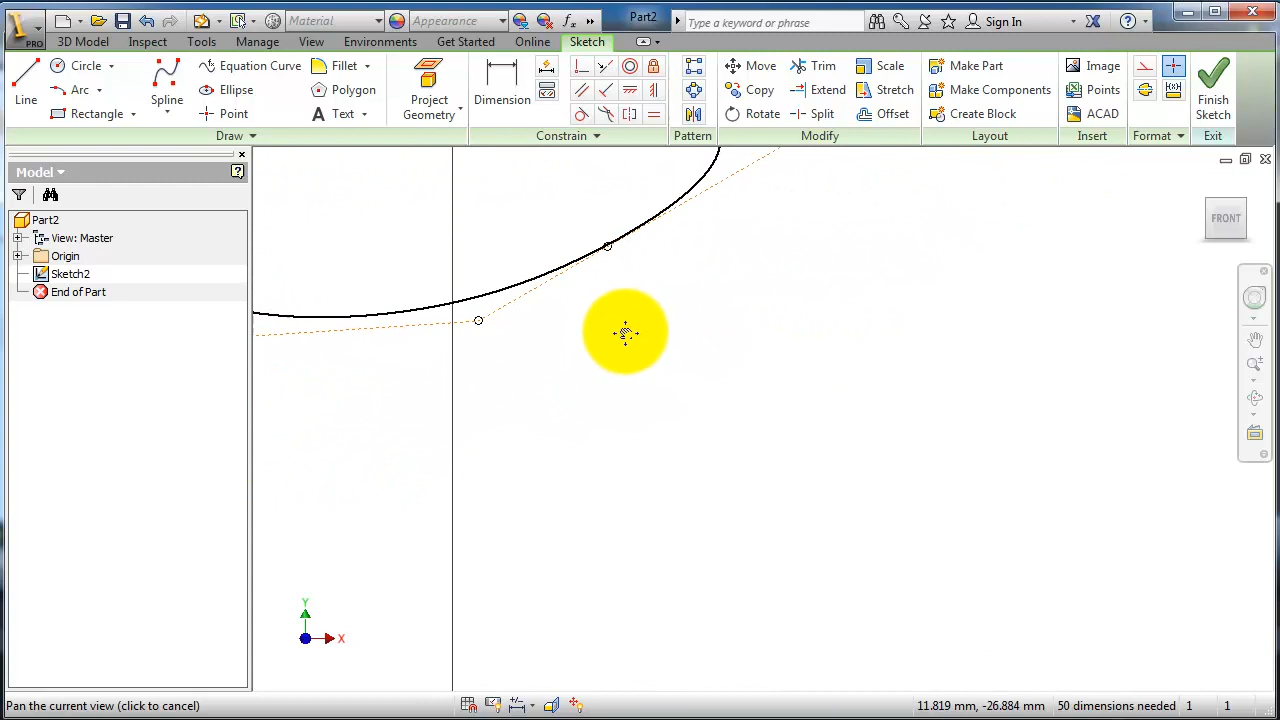 Material
Appearance
Part2
Type a keyword or phrase
Sign In
PRO
3D Model
Inspect
Tools
Manage
View
Environments
Get Started
Online
Sketch
Line
Circle
Arc
Rectangle
Spline
Equation Curve
Ellipse
Point
Fillet
Polygon
Text
Project
Geometry
Dimension
Move
Copy
Rotate
Trim
Extend
Split
Scale
Stretch
Offset
Make Part
Make Components
Create Block
Image
Points
ACAD
Finish
Sketch
Draw
Constrain
Pattern
Modify
Layout
Insert
Format
Exit
Model
Part2
View: Master
Origin
Sketch2
End of Part
FRONT
Y
X
Pan the current view (click to cancel)
11.819 mm, -26.884 mm
50 dimensions needed
1
1